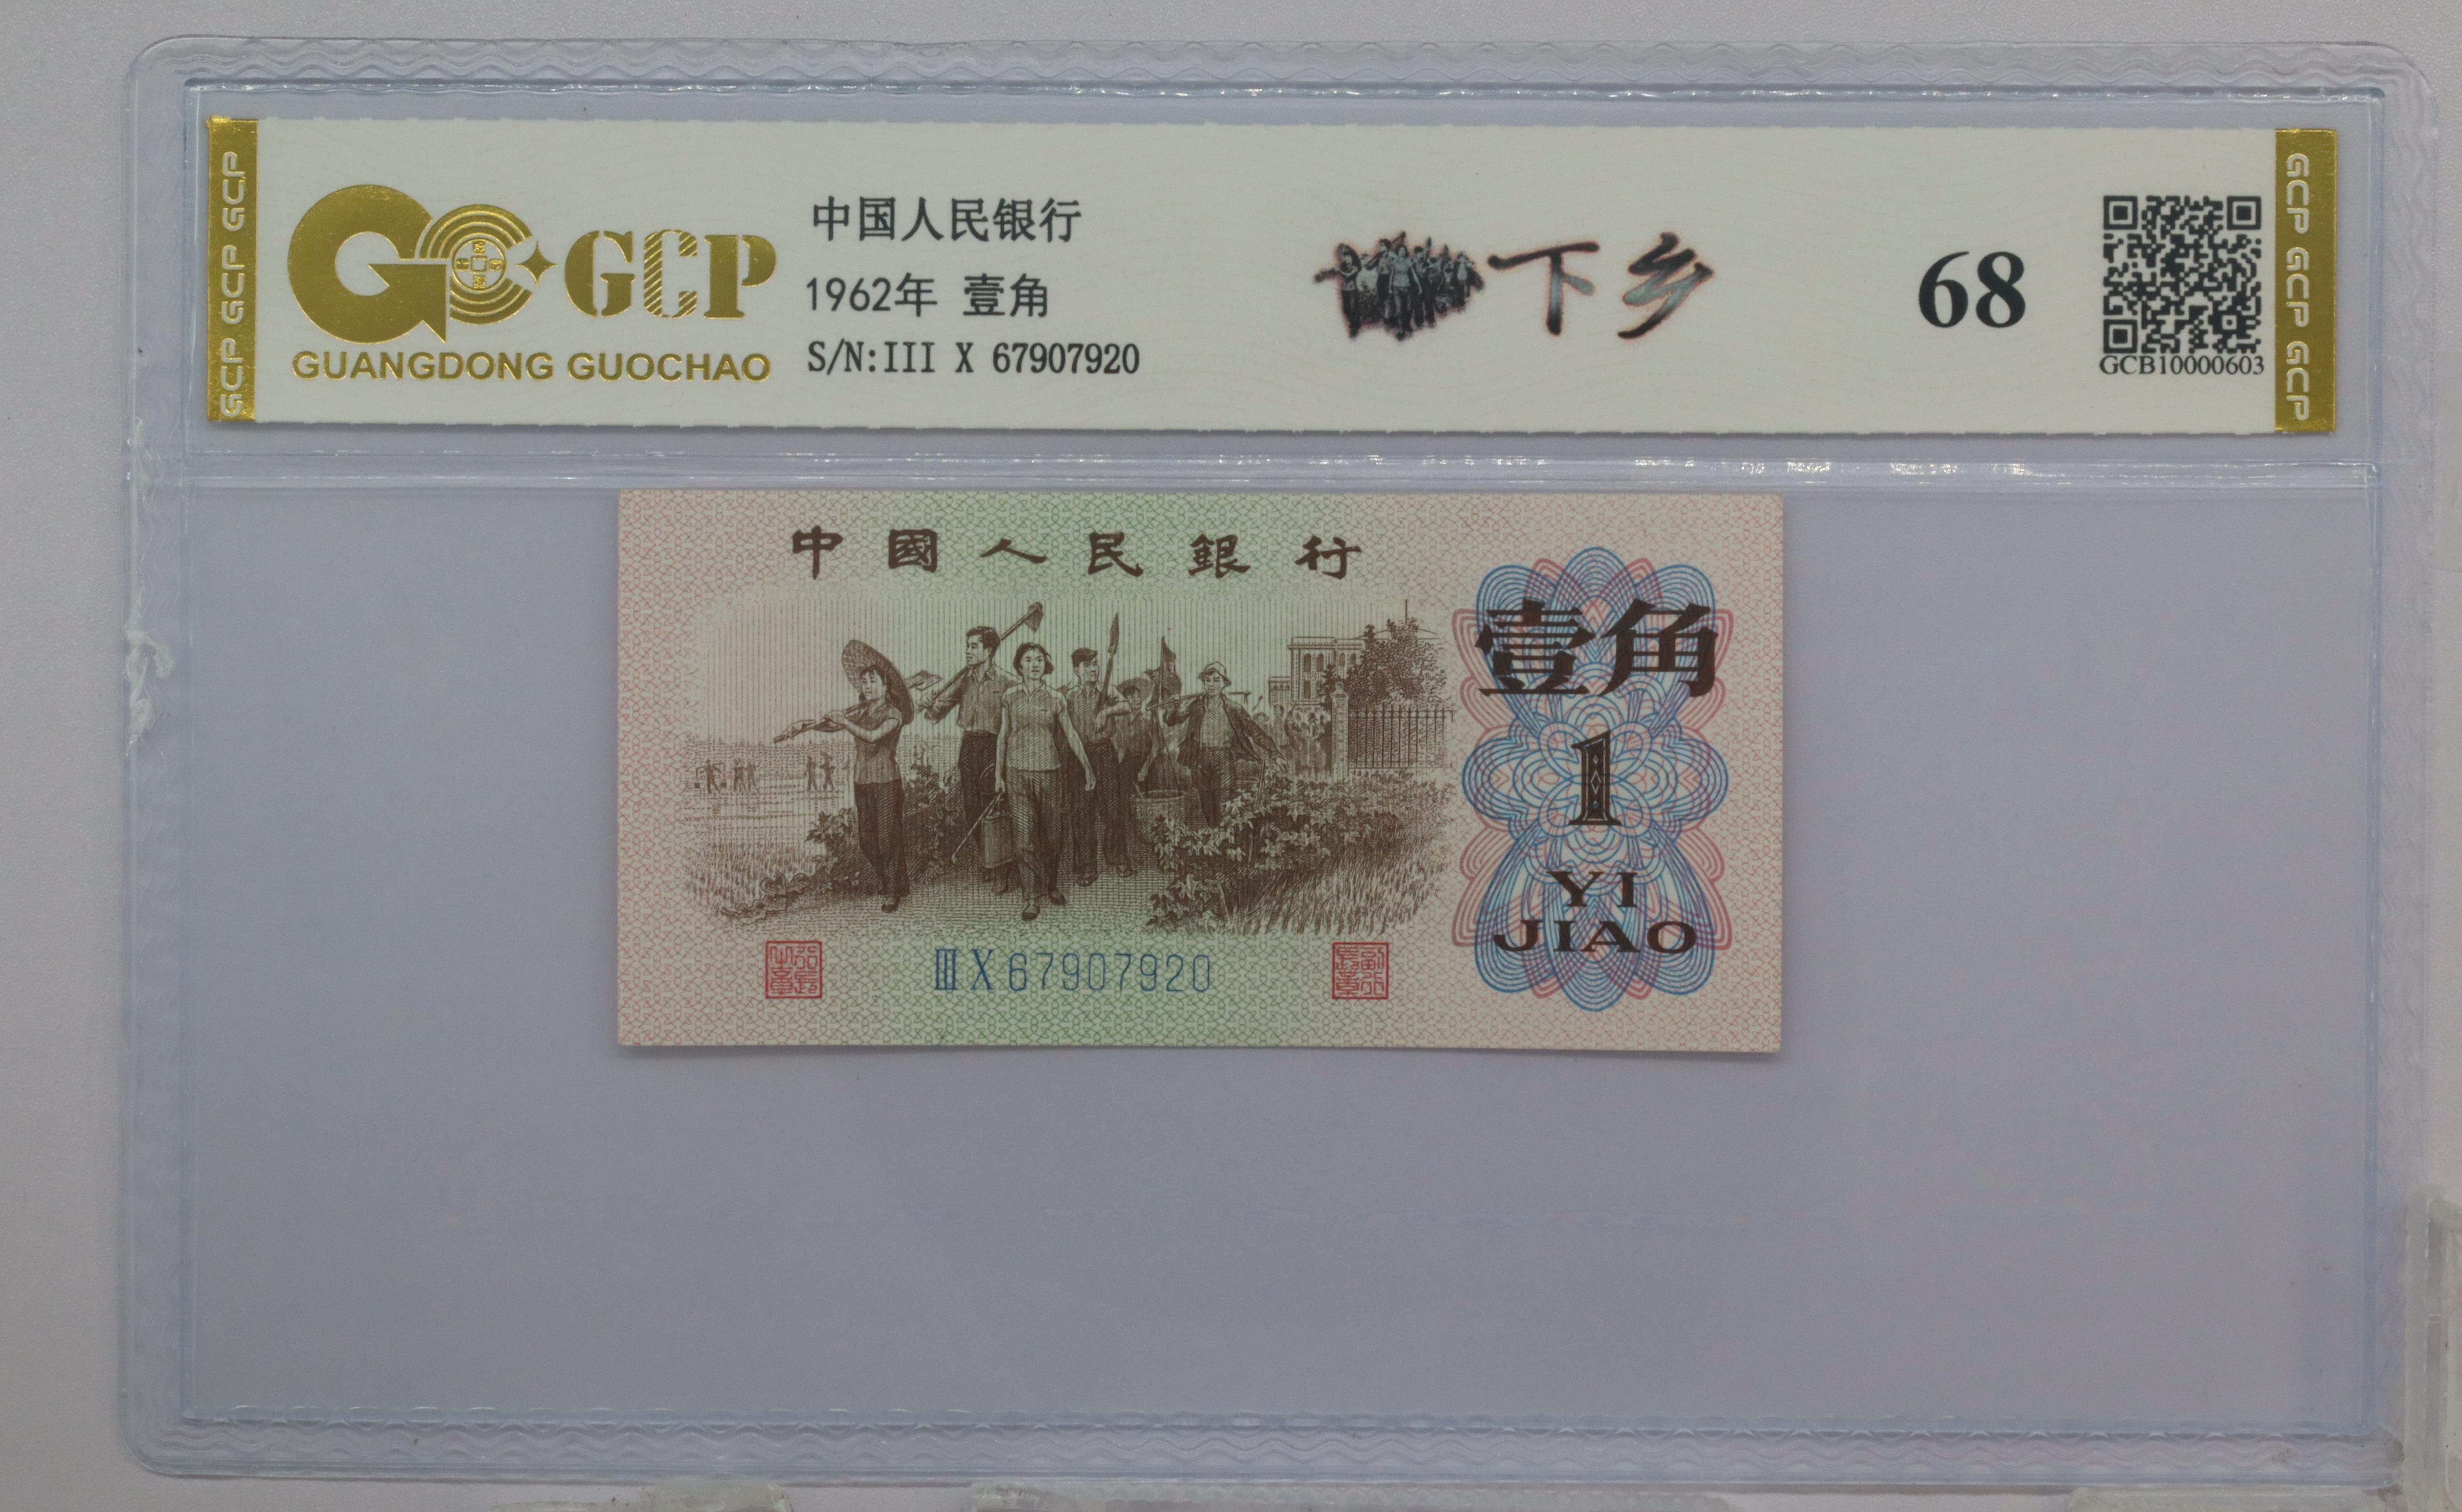 GCP GCP GCP
GCP
GUANGDONG GUOCHAO
中国人民银行
1962年 壹角
S/N:III X 67907920
下乡
68
GCB10000603
GCP GCP GCP
中國人民銀行
壹角
1
YI
JIAO
III X 67907920